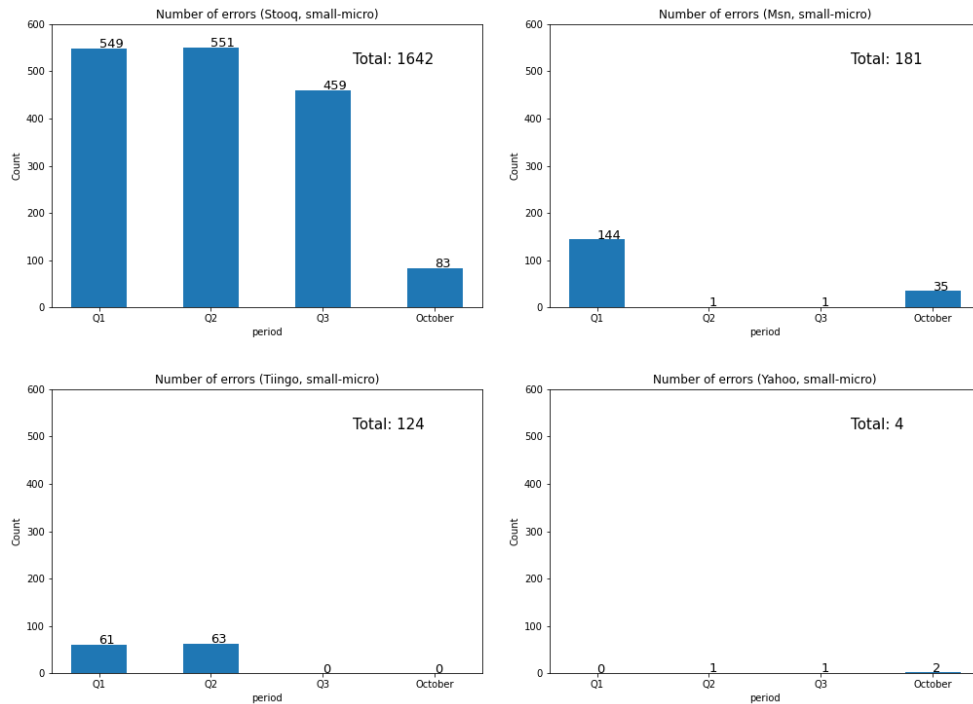 Number of errors (Stooq, small-micro)
600
500
400
300
200
100
0
Count
549
551
459
83
Total: 1642
Q1
Q2
Q3
October
period
Number of errors (Msn, small-micro)
600
500
400
300
200
100
0
Count
144
1
1
35
Total: 181
Q1
Q2
Q3
October
period
Number of errors (Tiingo, small-micro)
600
500
400
300
200
100
0
Count
61
63
0
0
Total: 124
Q1
Q2
Q3
October
period
Number of errors (Yahoo, small-micro)
600
500
400
300
200
100
0
Count
0
1
1
2
Total: 4
Q1
Q2
Q3
October
period